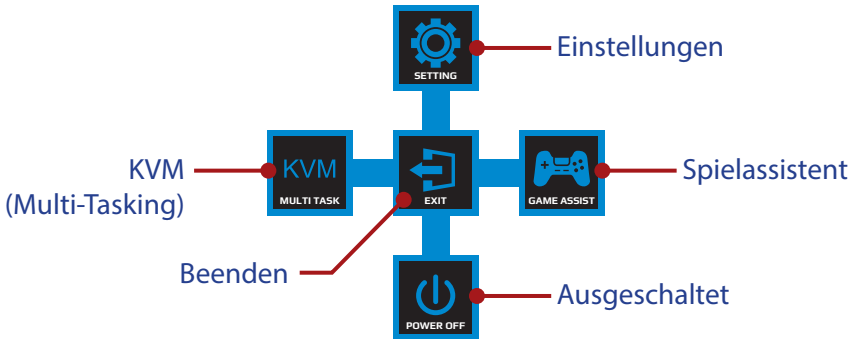 Einstellungen
SETTING
KVM
(Multi-Tasking)
KVM
MULTI TASK
EXIT
GAME ASSIST
Spielassistent
Beenden
POWER OFF
Ausgeschaltet